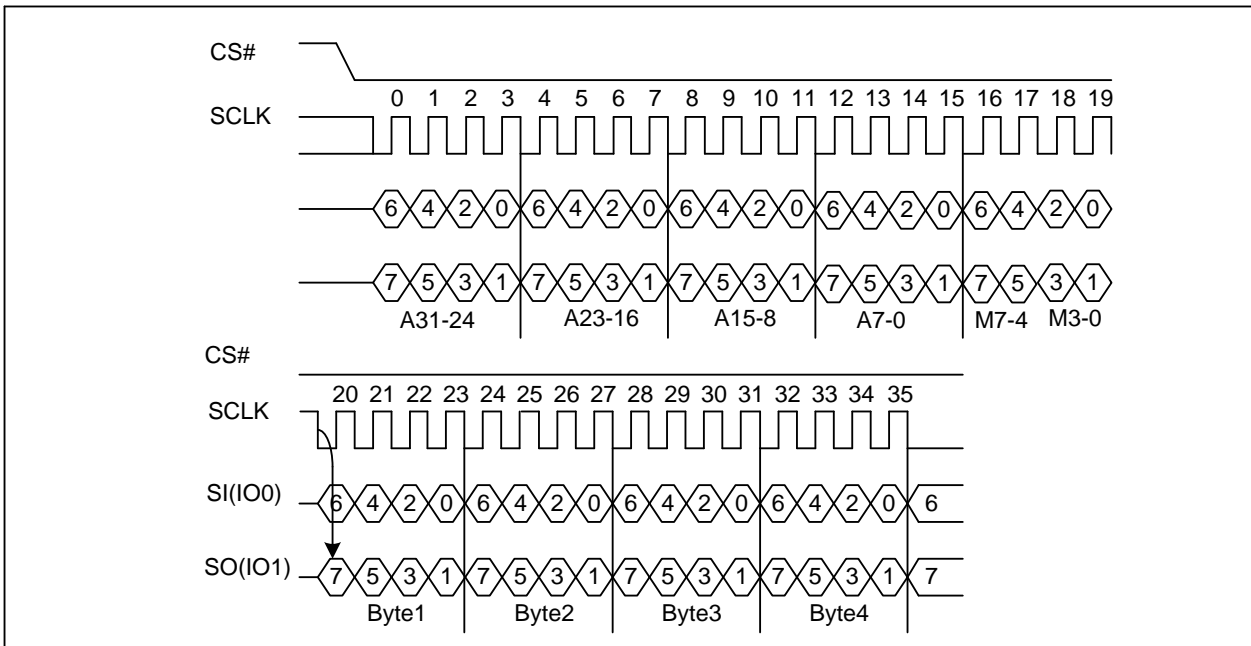 CS#
0 1 2 3 4 5 6 7 8 9 10 11 12 13 14 15 16 17 18 19
SCLK
6 4 2 0 6 4 2 0 6 4 2 0 6 4 2 0 6 4 2 0
7 5 3 1 7 5 3 1 7 5 3 1 7 5 3 1 7 5 3 1
A31-24 A23-16 A15-8 A7-0 M7-4 M3-0
CS#
20 21 22 23 24 25 26 27 28 29 30 31 32 33 34 35
SCLK
SI(IO0) 6 4 2 0 6 4 2 0 6 4 2 0 6 4 2 0 6
SO(IO1) 7 5 3 1 7 5 3 1 7 5 3 1 7 5 3 1 7
Byte1 Byte2 Byte3 Byte4